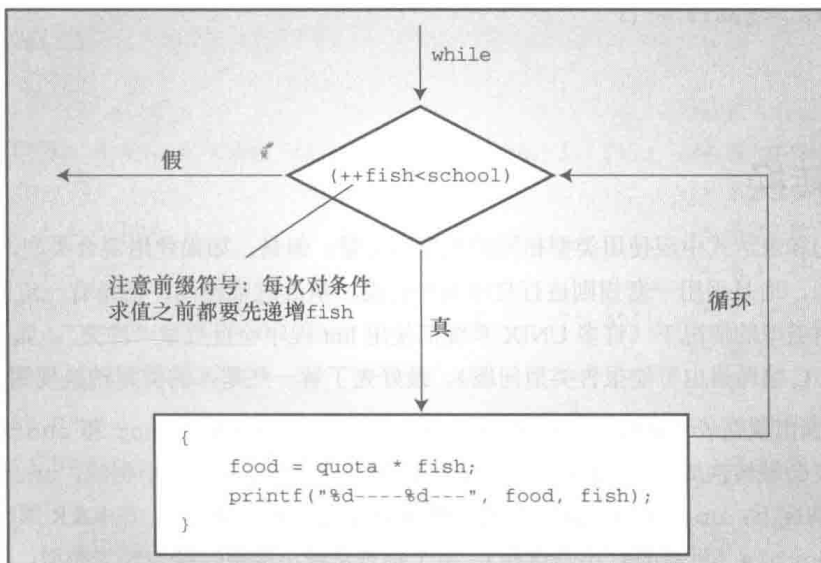 while
假
(++fish<school)
注意前缀符号：每次对条件
求值之前都要先递增fish
真
循环
{
food = quota * fish;
printf("%d----%d---", food, fish);
}